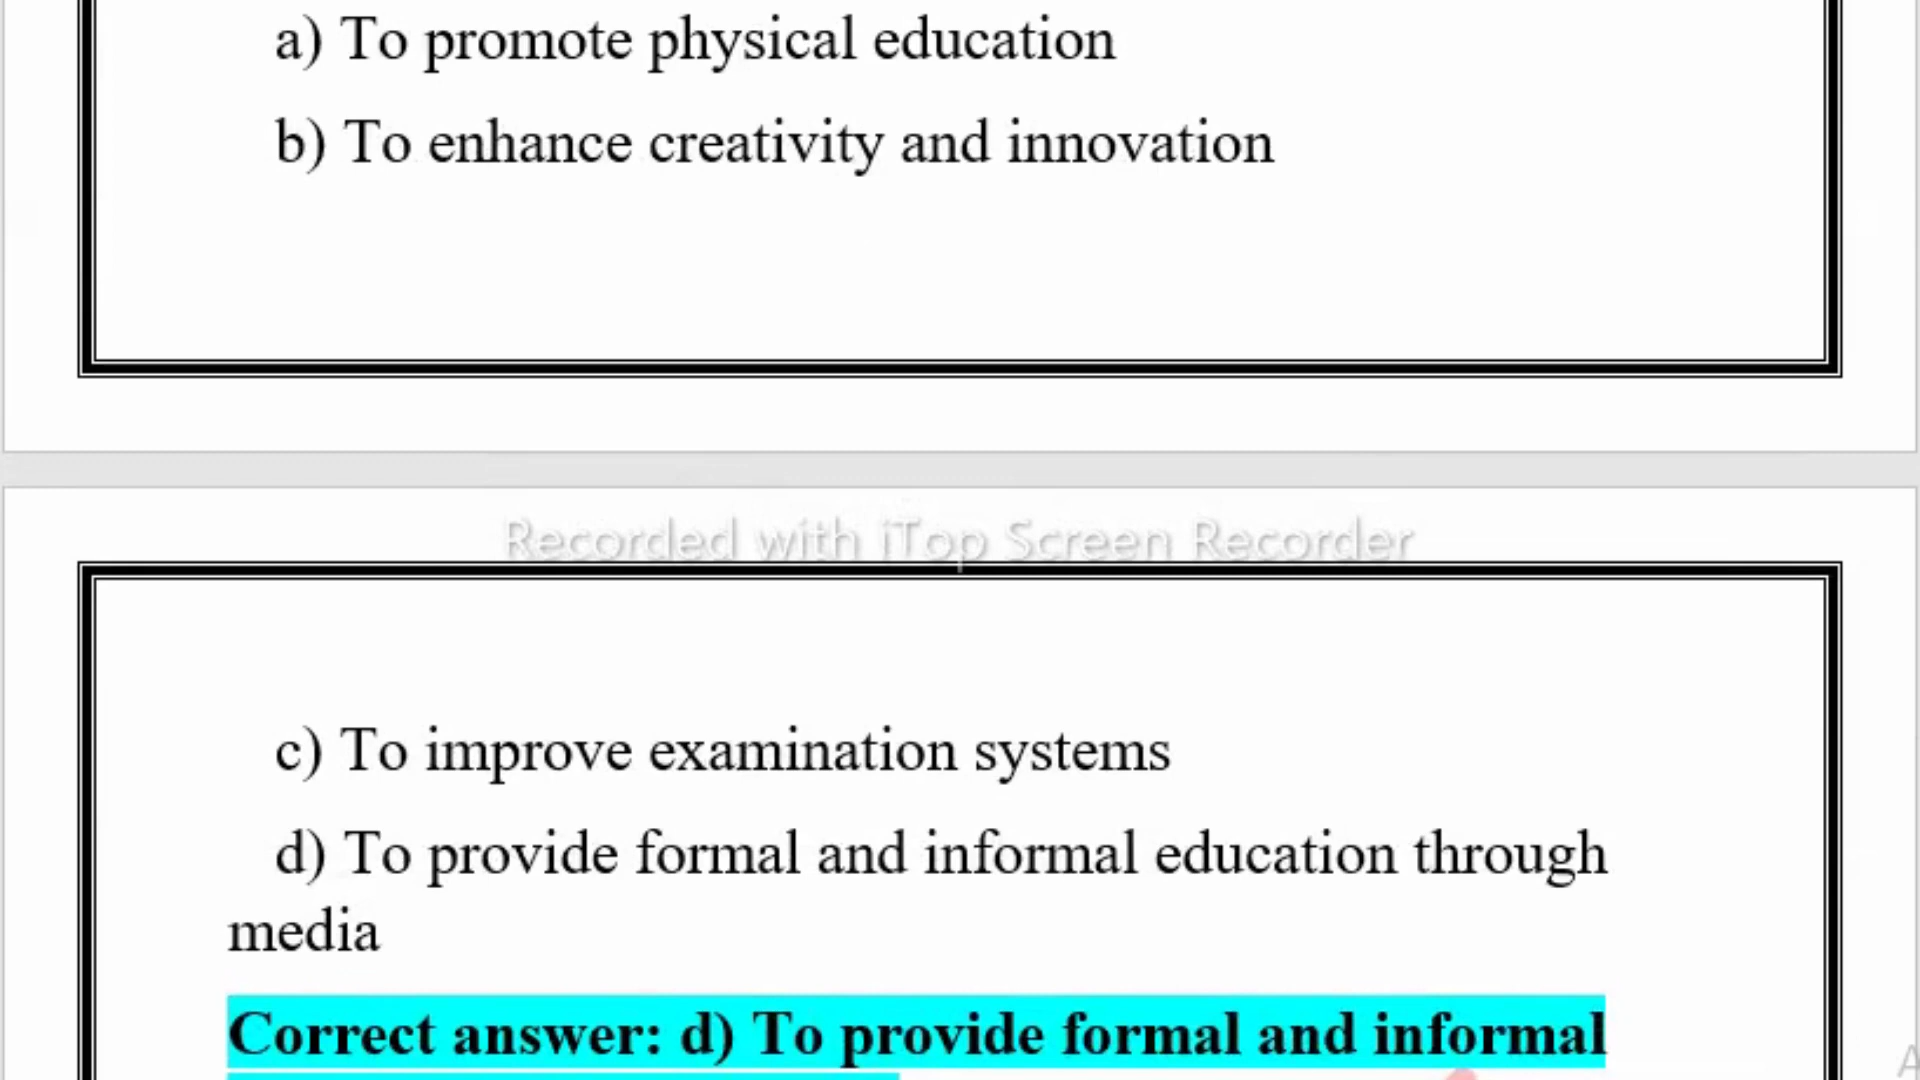 a) To promote physical education
b) To enhance creativity and innovation
Recorded with iTop Screen Recorder
c) To improve examination systems
d) To provide formal and informal education through
media
Correct answer: d) To provide formal and informal